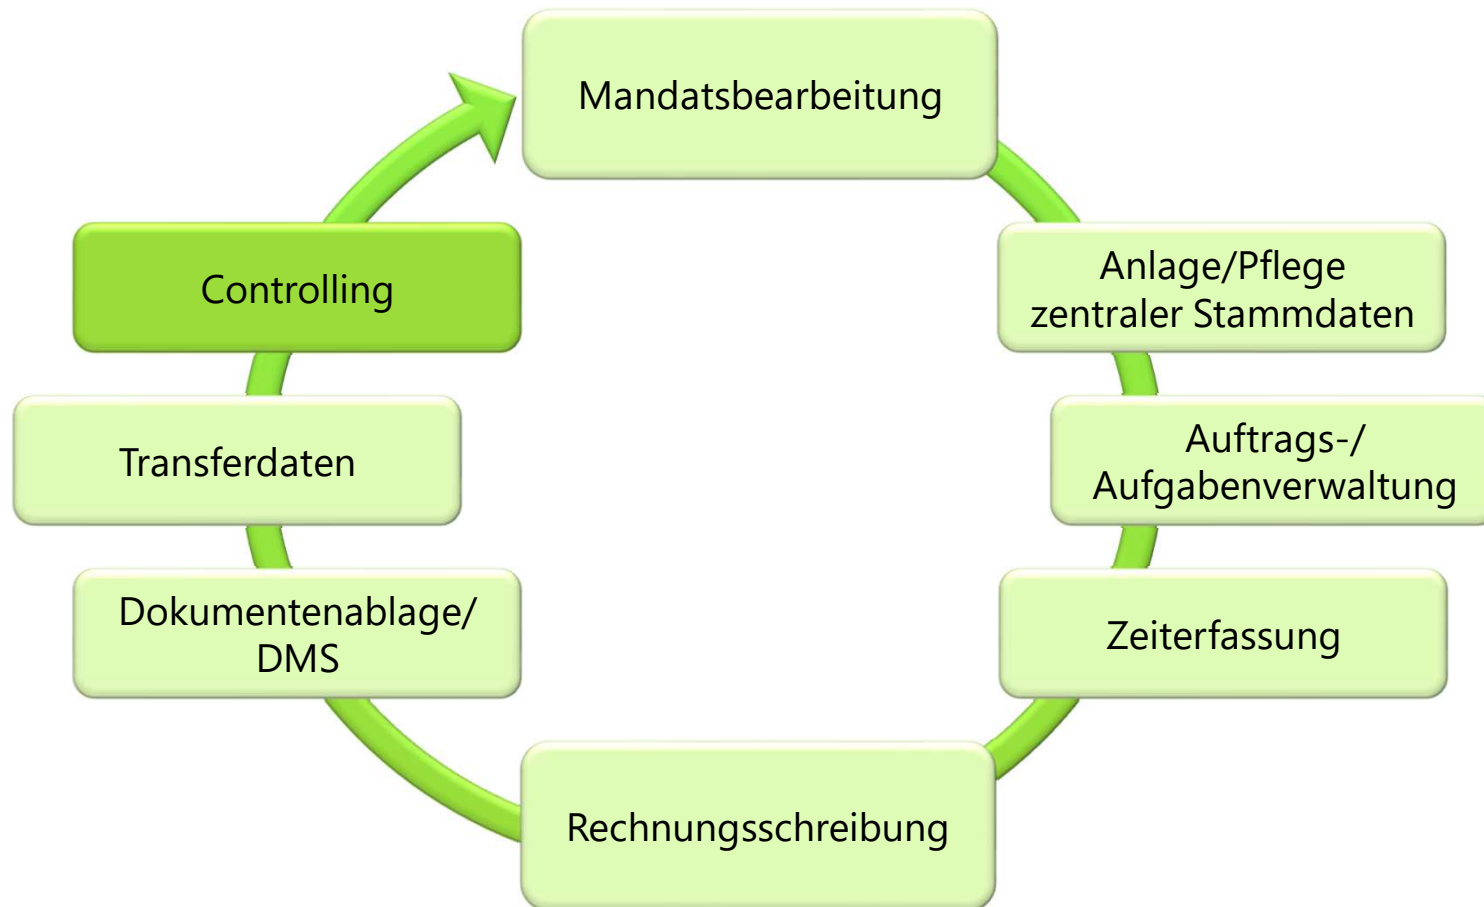 Mandatsbearbeitung
Anlage/Pflege
zentraler Stammdaten
Auftrags-/
Aufgabenverwaltung
Zeiterfassung
Rechnungsschreibung
Dokumentenablage/
DMS
Transferdaten
Controlling